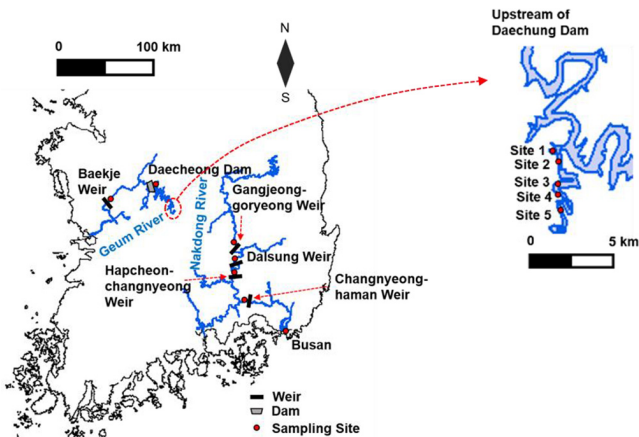 Upstream of
Daechung Dam
N
S
0 100 km
Site 1
Site 2
Site 3
Site 4
Site 5
0 5 km
Baekje
Weir
Daecheong Dam
Geum River
Nakdong River
Gangjeong-
goryeong Weir
Dalsung Weir
Hapcheon-
changnyeong
Weir
Changnyeong-
haman Weir
Busan
Weir
Dam
Sampling Site